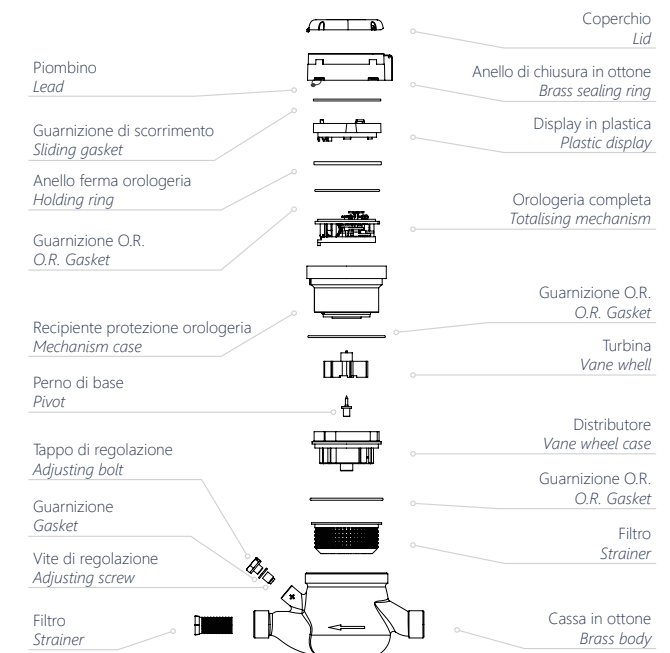 Coperchio
Lid
Piombino
Lead
Anello di chiusura in ottone
Brass sealing ring
Guarnizione di scorrimento
Sliding gasket
Display in plastica
Plastic display
Anello ferma orologeria
Holding ring
Orologeria completa
Totalising mechanism
Guarnizione O.R.
O.R. Gasket
Guarnizione O.R.
O.R. Gasket
Recipiente protezione orologeria
Mechanism case
Turbina
Vane whell
Perno di base
Pivot
Distributore
Vane wheel case
Tappo di regolazione
Adjusting bolt
Guarnizione O.R.
O.R. Gasket
Guarnizione
Gasket
Filtro
Strainer
Vite di regolazione
Adjusting screw
Filtro
Strainer
Cassa in ottone
Brass body